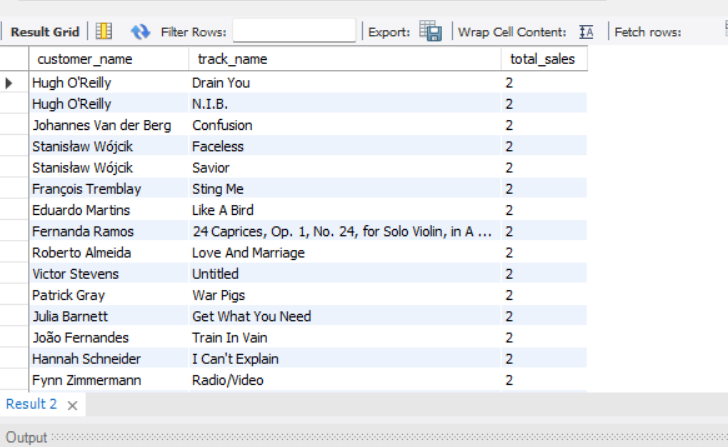 Result Grid Filter Rows: Export: Wrap Cell Content: IA Fetch rows:
customer_name track_name total_sales
Hugh O'Reilly Drain You 2
Hugh O'Reilly N.I.B. 2
Johannes Van der Berg Confusion 2
Stanisław Wójcik Faceless 2
Stanisław Wójcik Savior 2
François Tremblay Sting Me 2
Eduardo Martins Like A Bird 2
Fernanda Ramos 24 Caprices, Op. 1, No. 24, for Solo Violin, in A ... 2
Roberto Almeida Love And Marriage 2
Victor Stevens Untitled 2
Patrick Gray War Pigs 2
Julia Barnett Get What You Need 2
João Fernandes Train In Vain 2
Hannah Schneider I Can't Explain 2
Fynn Zimmermann Radio/Video 2
Result 2
Output